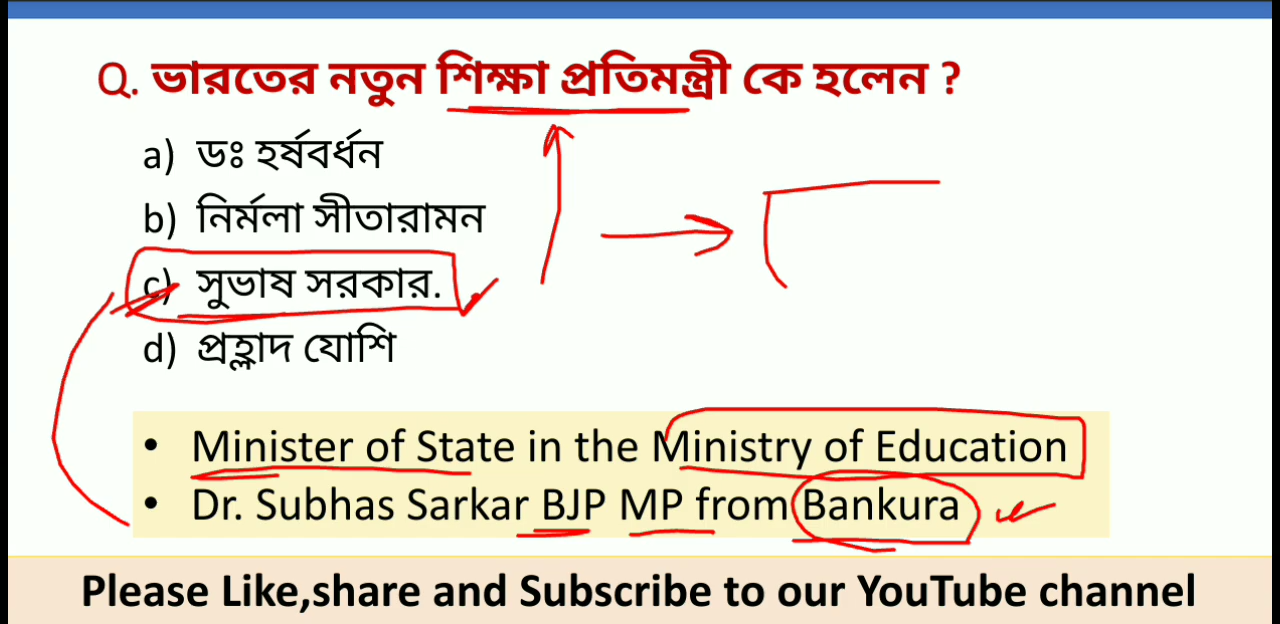 Q. ভারতের নতুন শিক্ষা প্রতিমন্ত্রী কে হলেন ?
a) ডঃ হর্ষবর্ধন
b) নির্মলা সীতারামন
c) সুভাষ সরকার.
d) প্রহ্লাদ যোশি
• Minister of State in the Ministry of Education
• Dr. Subhas Sarkar BJP MP from Bankura
Please Like,share and Subscribe to our YouTube channel